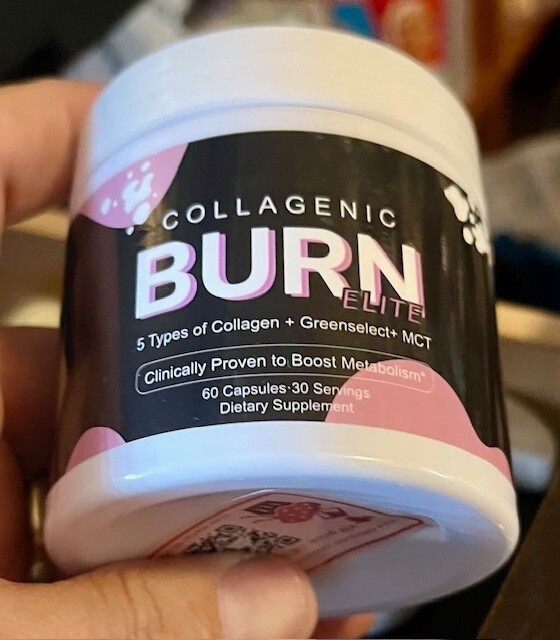 COLLAGENIC
BURN
ELITE
5 Types of Collagen + Greenselect+ MCT
Clinically Proven to Boost Metabolism*
60 Capsules·30 Servings
Dietary Supplement